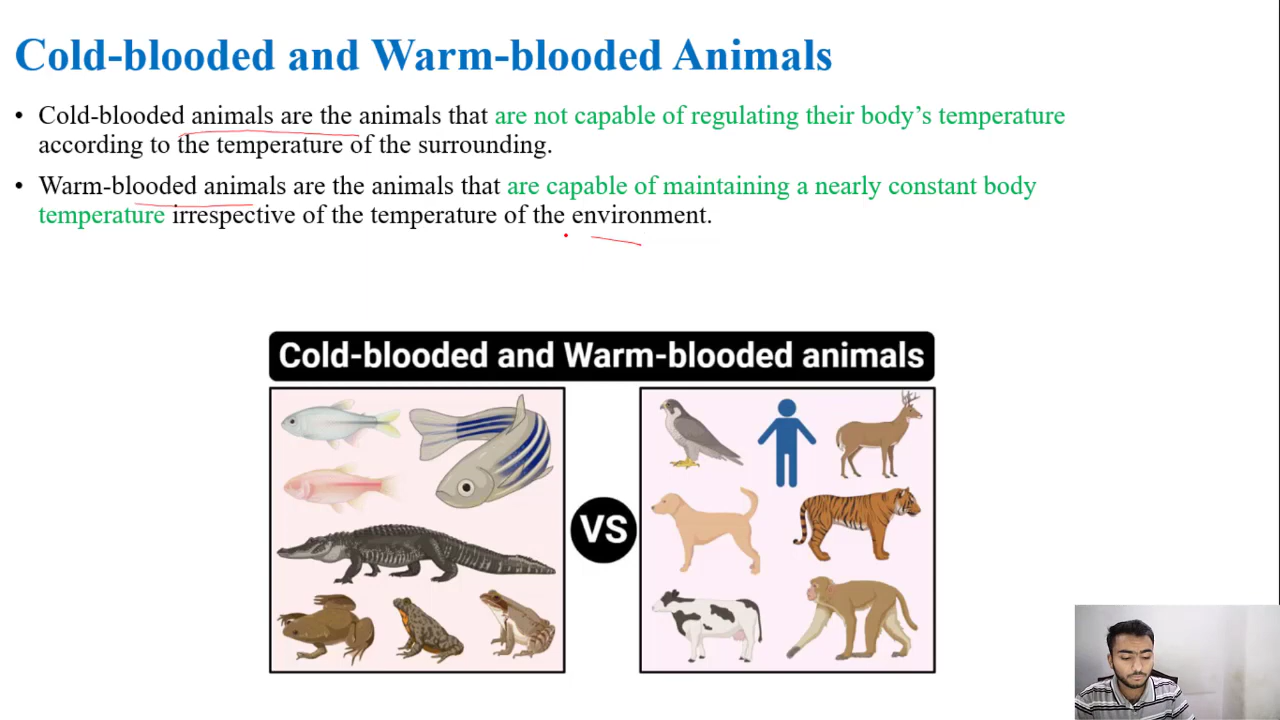 Cold-blooded and Warm-blooded Animals
• Cold-blooded animals are the animals that are not capable of regulating their body’s temperature
according to the temperature of the surrounding.
• Warm-blooded animals are the animals that are capable of maintaining a nearly constant body
temperature irrespective of the temperature of the environment.
Cold-blooded and Warm-blooded animals
VS